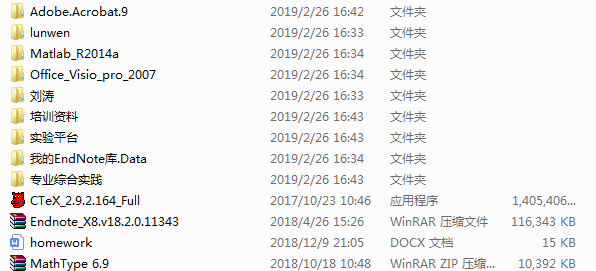 Adobe.Acrobat.9 2019/2/26 16:42 文件夹
lunwen 2019/2/26 16:33 文件夹
Matlab_R2014a 2019/2/26 16:34 文件夹
Office_Visio_pro_2007 2019/2/26 16:34 文件夹
刘涛 2019/2/26 16:33 文件夹
培训资料 2019/2/26 16:43 文件夹
实验平台 2019/2/26 16:43 文件夹
我的EndNote库.Data 2019/2/26 16:34 文件夹
专业综合实践 2019/2/26 16:43 文件夹
CTeX_2.9.2.164_Full 2017/10/23 10:46 应用程序 1,405,406...
Endnote_X8.v18.2.0.11343 2018/4/26 15:26 WinRAR 压缩文件 116,343 KB
homework 2018/12/9 21:05 DOCX 文档 15 KB
MathType 6.9 2018/10/18 10:48 WinRAR ZIP 压缩... 10,392 KB